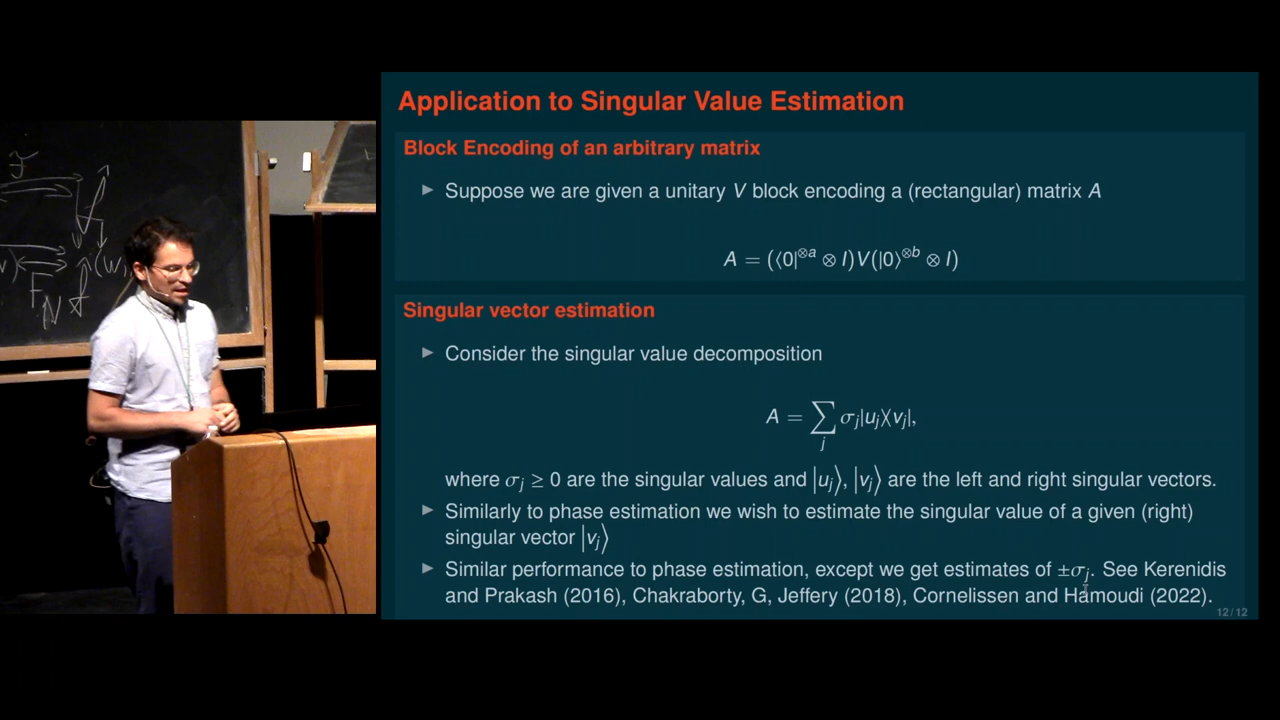 Application to Singular Value Estimation
Block Encoding of an arbitrary matrix
▶ Suppose we are given a unitary V block encoding a (rectangular) matrix A
A = (⟨0|^{⊗a} ⊗ I)V(|0⟩^{⊗b} ⊗ I)
Singular vector estimation
▶ Consider the singular value decomposition
A = ∑_j σ_j|u_j⟩⟨v_j|,
where σ_j ≥ 0 are the singular values and |u_j⟩, |v_j⟩ are the left and right singular vectors.
▶ Similarly to phase estimation we wish to estimate the singular value of a given (right)
singular vector |v_j⟩
▶ Similar performance to phase estimation, except we get estimates of ±σ_j. See Kerenidis
and Prakash (2016), Chakraborty, G, Jeffery (2018), Cornelissen and Hamoudi (2022).
12/12